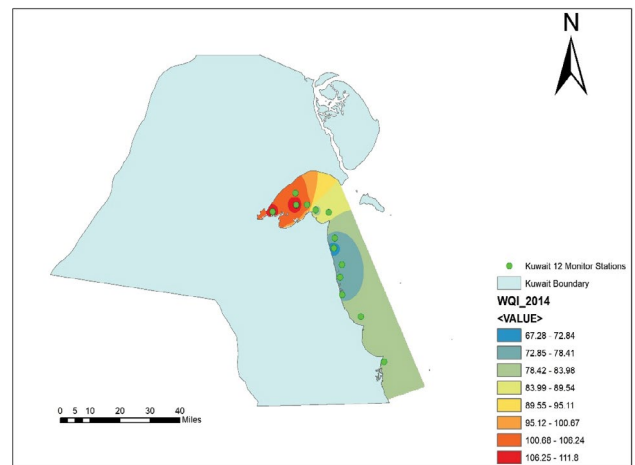 N
Kuwait 12 Monitor Stations
Kuwait Boundary
WQI_2014
<VALUE>
67.28 - 72.84
72.85 - 78.41
78.42 - 83.98
83.99 - 89.54
89.55 - 95.11
95.12 - 100.67
100.68 - 106.24
106.25 - 111.8
0 5 10 20 30 40
Miles